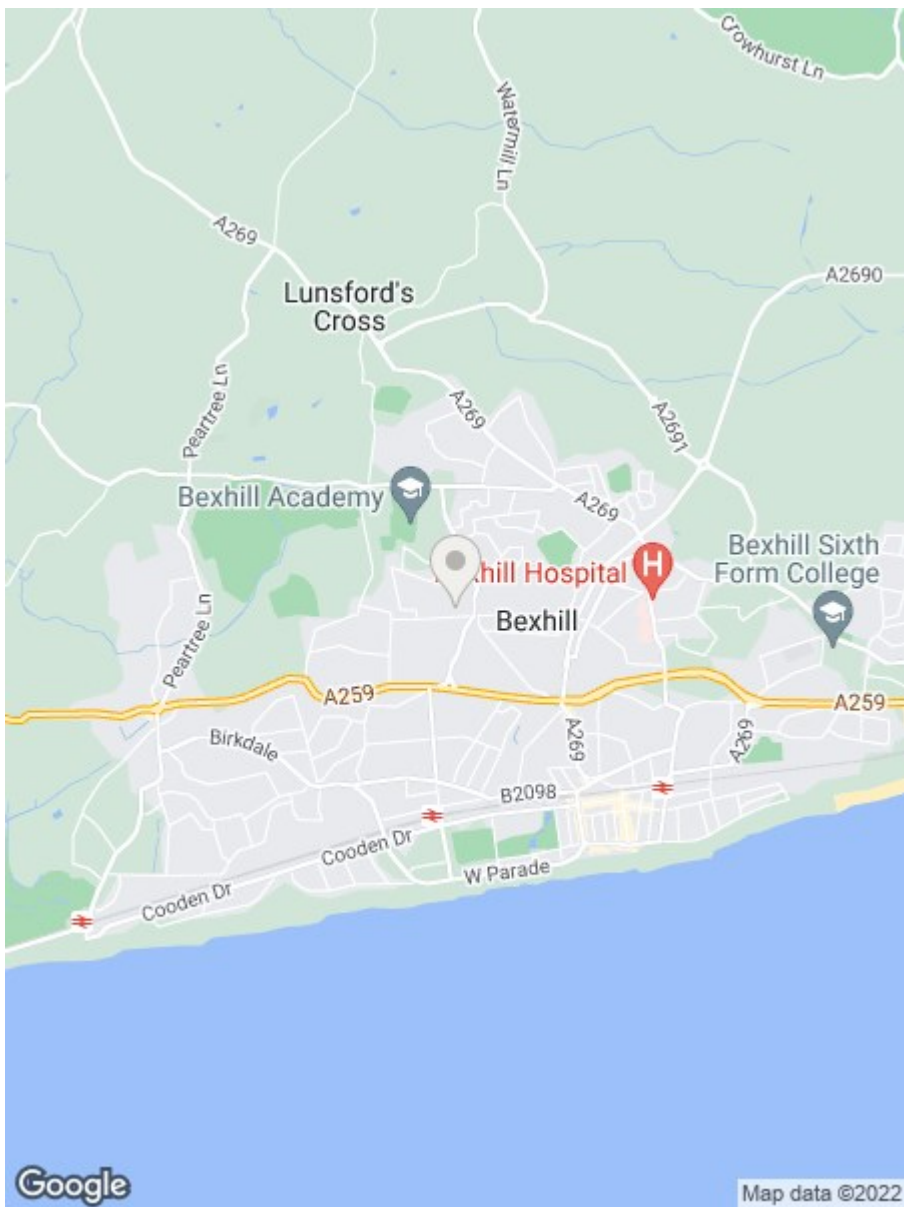 Crowhurst Ln
Watermill Ln
A269
A2690
Lunsford's
Cross
Peartree Ln
A269
A2691
Bexhill Academy
A269
Bexhill Sixth
Form College
Hospital
H
Bexhill
Peartree Ln
A259
A259
Birkdale
A269
A269
B2098
Cooden Dr
W Parade
Cooden Dr
Google
Map data ©2022